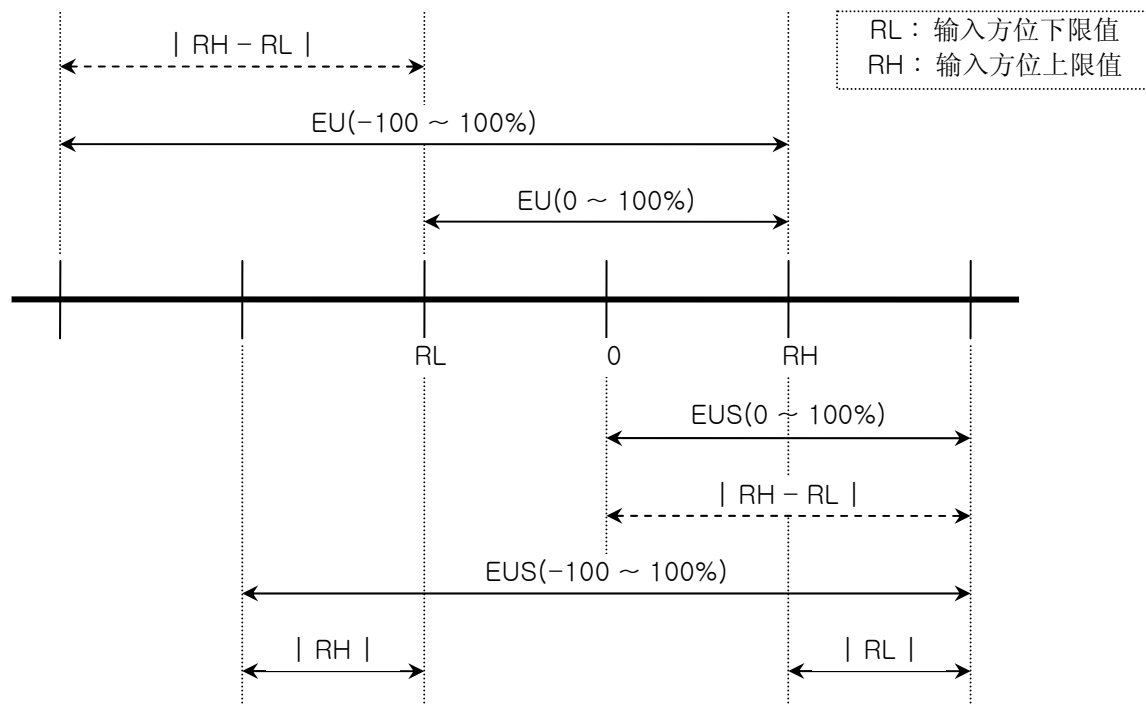 | RH - RL |
RL : 输入方位下限值
RH : 输入方位上限值
EU(-100 ~ 100%)
EU(0 ~ 100%)
RL
0
RH
EUS(0 ~ 100%)
| RH - RL |
EUS(-100 ~ 100%)
| RH |
| RL |